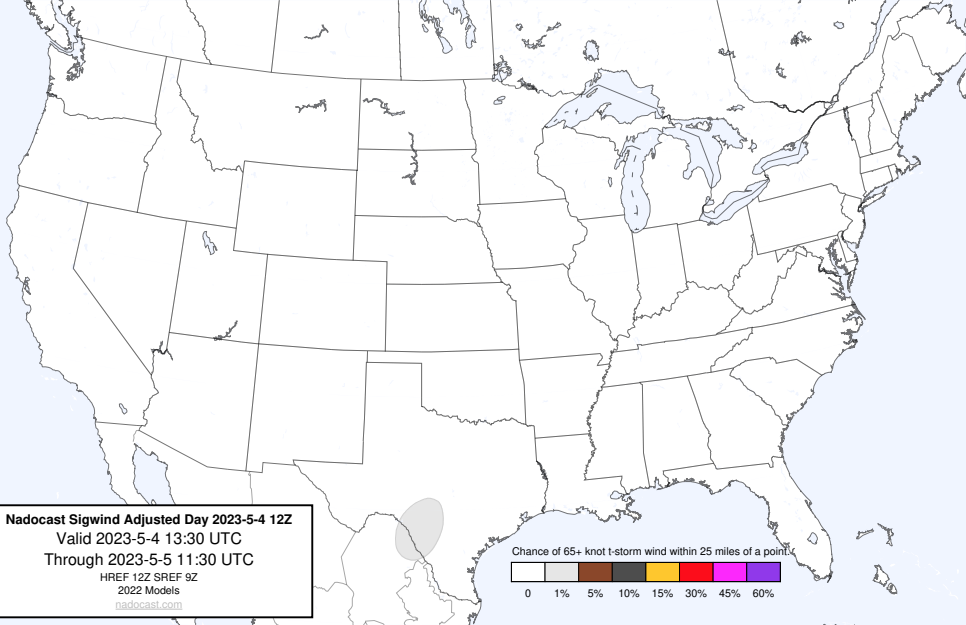 Nadocast Sigwind Adjusted Day 2023-5-4 12Z
Valid 2023-5-4 13:30 UTC
Through 2023-5-5 11:30 UTC
HREF 12Z SREF 9Z
2022 Models
nadocast.com
Chance of 65+ knot t-storm wind within 25 miles of a point.
0 1% 5% 10% 15% 30% 45% 60%